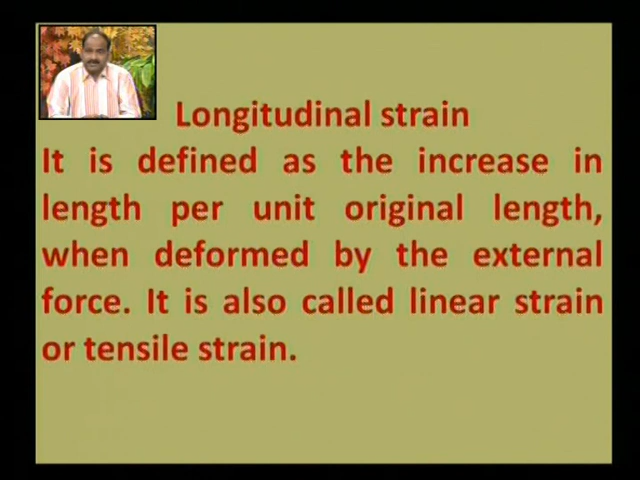 Longitudinal strain
It is defined as the increase in
length per unit original length,
when deformed by the external
force. It is also called linear strain
or tensile strain.